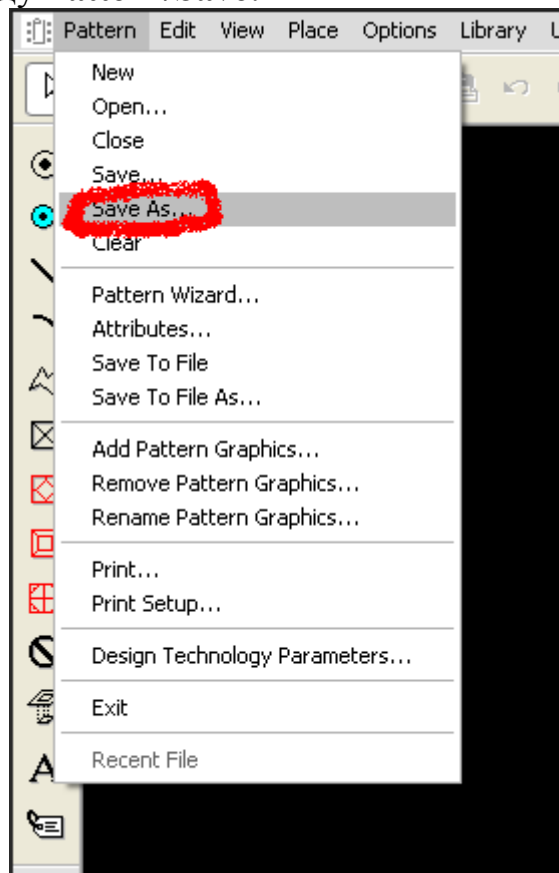 Pattern Edit View Place Options Library
New
Open...
Close
Save...
Save As...
Clear
Pattern Wizard...
Attributes...
Save To File
Save To File As...
Add Pattern Graphics...
Remove Pattern Graphics...
Rename Pattern Graphics...
Print...
Print Setup...
Design Technology Parameters...
Exit
Recent File